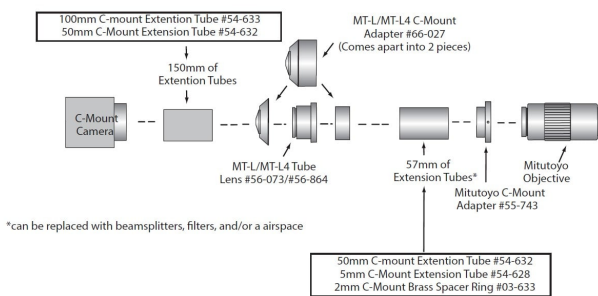 100mm C-mount Extention Tube #54-633
50mm C-Mount Extension Tube #54-632
150mm of
Extention Tubes
MT-L/MT-L4 C-Mount
Adapter #66-027
(Comes apart into 2 pieces)
C-Mount
Camera
MT-L/MT-L4 Tube
Lens #56-073/#56-864
57mm of
Extension Tubes*
Mitutoyo C-Mount
Adapter #55-743
Mitutoyo
Objective
*can be replaced with beamsplitters, filters, and/or a airspace
50mm C-mount Extention Tube #54-632
5mm C-Mount Extension Tube #54-628
2mm C-Mount Brass Spacer Ring #03-633